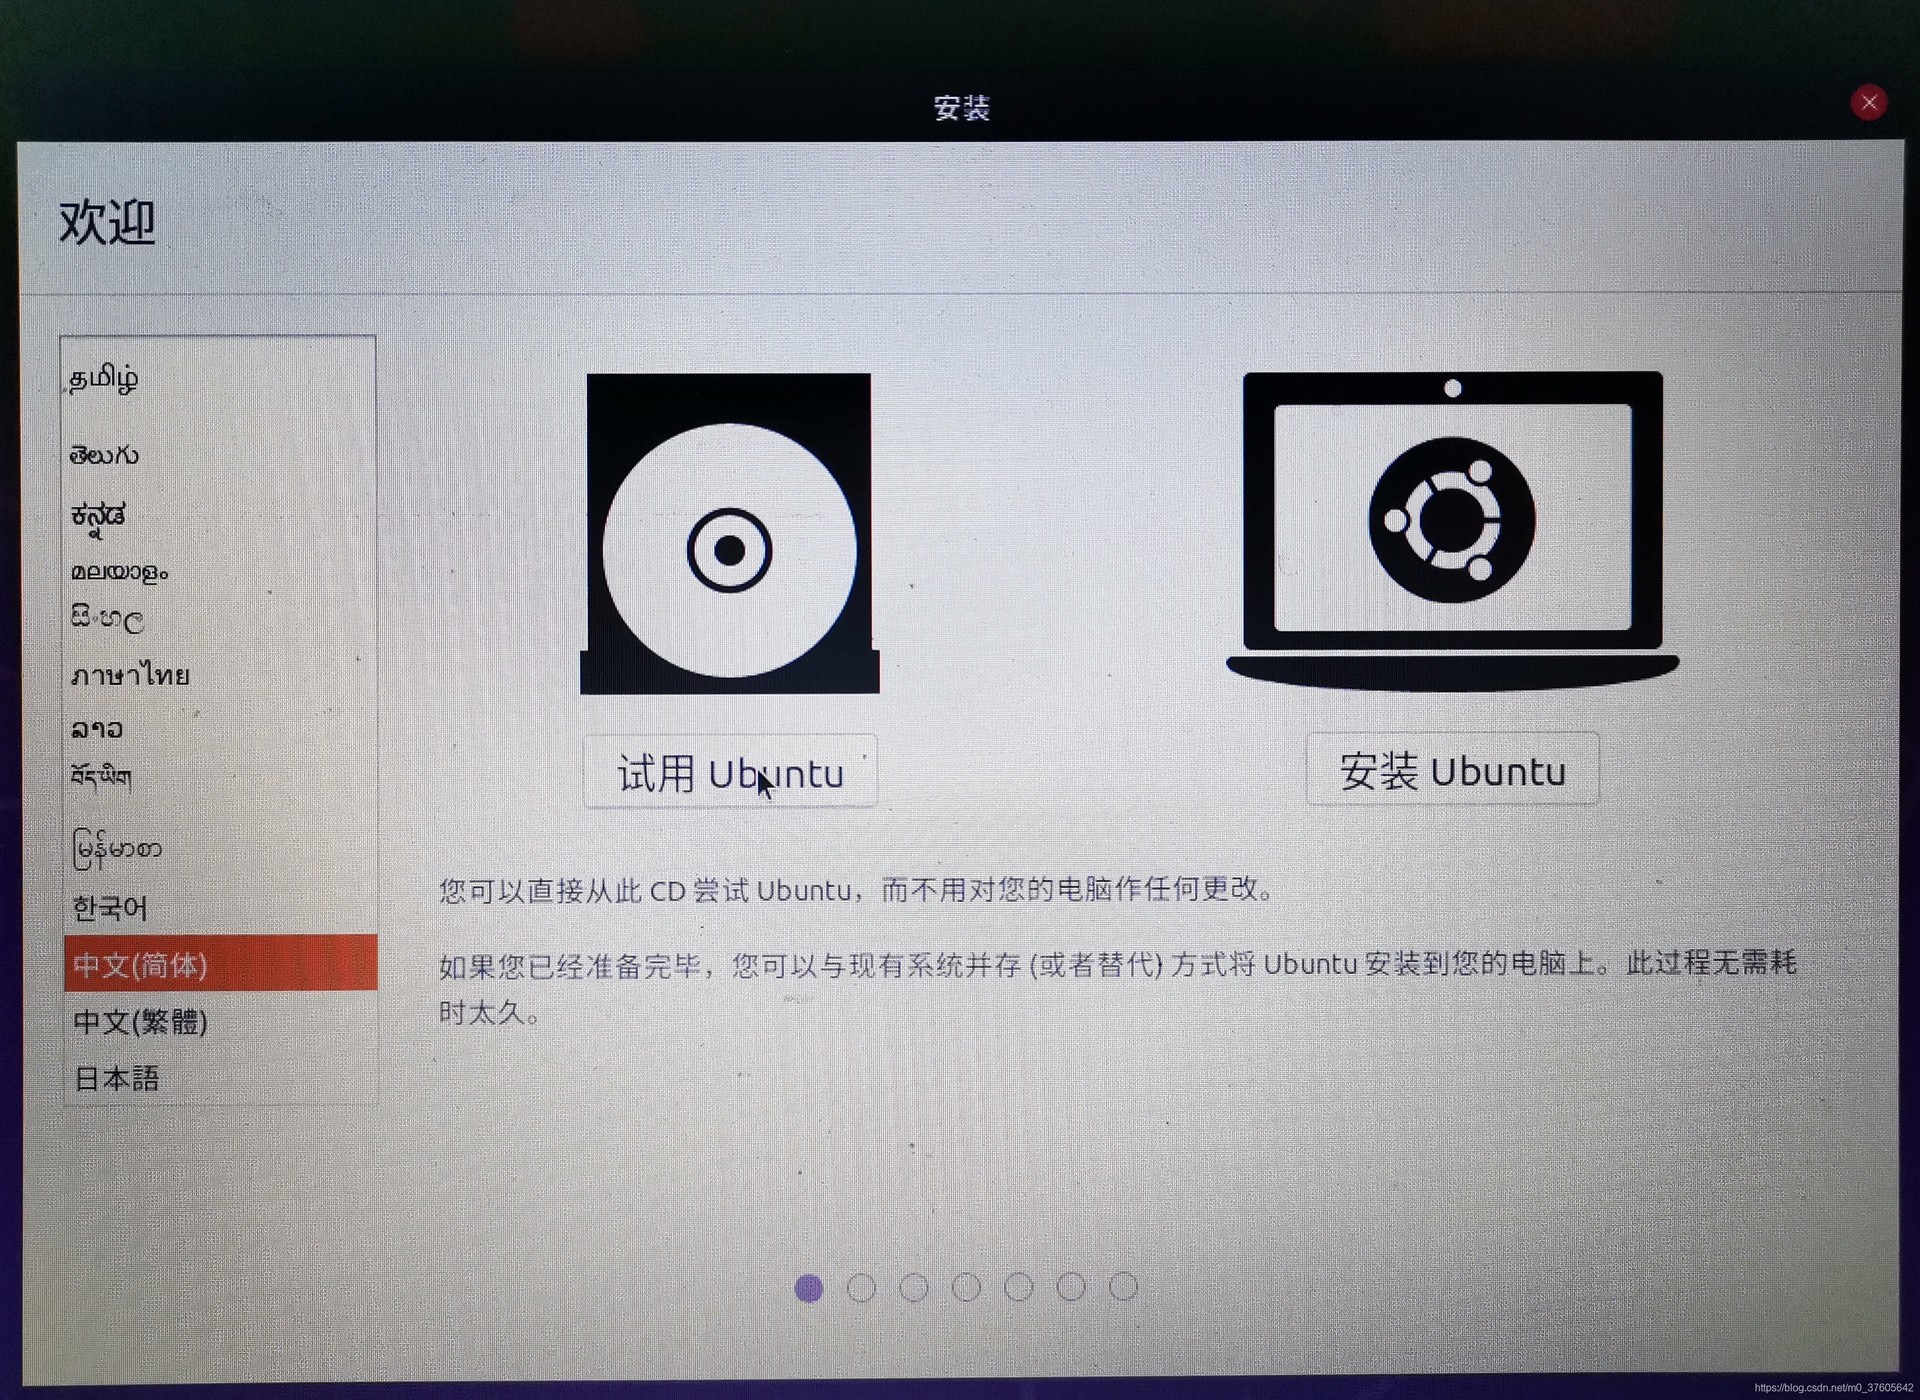 安装
欢迎
தமிழ்
తెలుగు
ಕನ್ನಡ
മലയാളം
සිංහල
ภาษาไทย
ລາວ
བོད་ཡིག
မြန်မာစာ
한국어
中文(简体)
中文(繁體)
日本語
试用 Ubuntu
安装 Ubuntu
您可以直接从此 CD 尝试 Ubuntu，而不用对您的电脑作任何更改。
如果您已经准备完毕，您可以与现有系统并存 (或者替代) 方式将 Ubuntu 安装到您的电脑上。此过程无需耗
时太久。
https://blog.csdn.net/m0_37605642